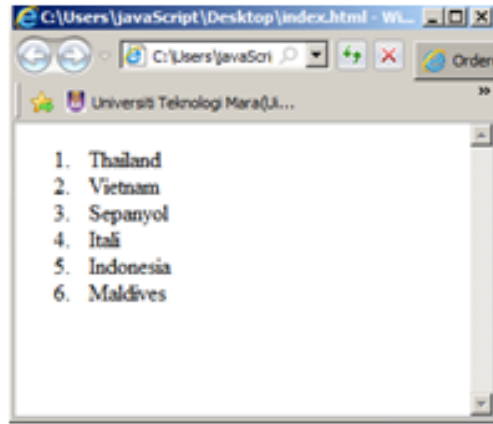 C:\Users\javaScript\Desktop\index.html - Wi...
C:\Users\javaScri
Orden
Universiti Teknologi Mara(Ui...
»
1. Thailand
2. Vietnam
3. Sepanyol
4. Itali
5. Indonesia
6. Maldives